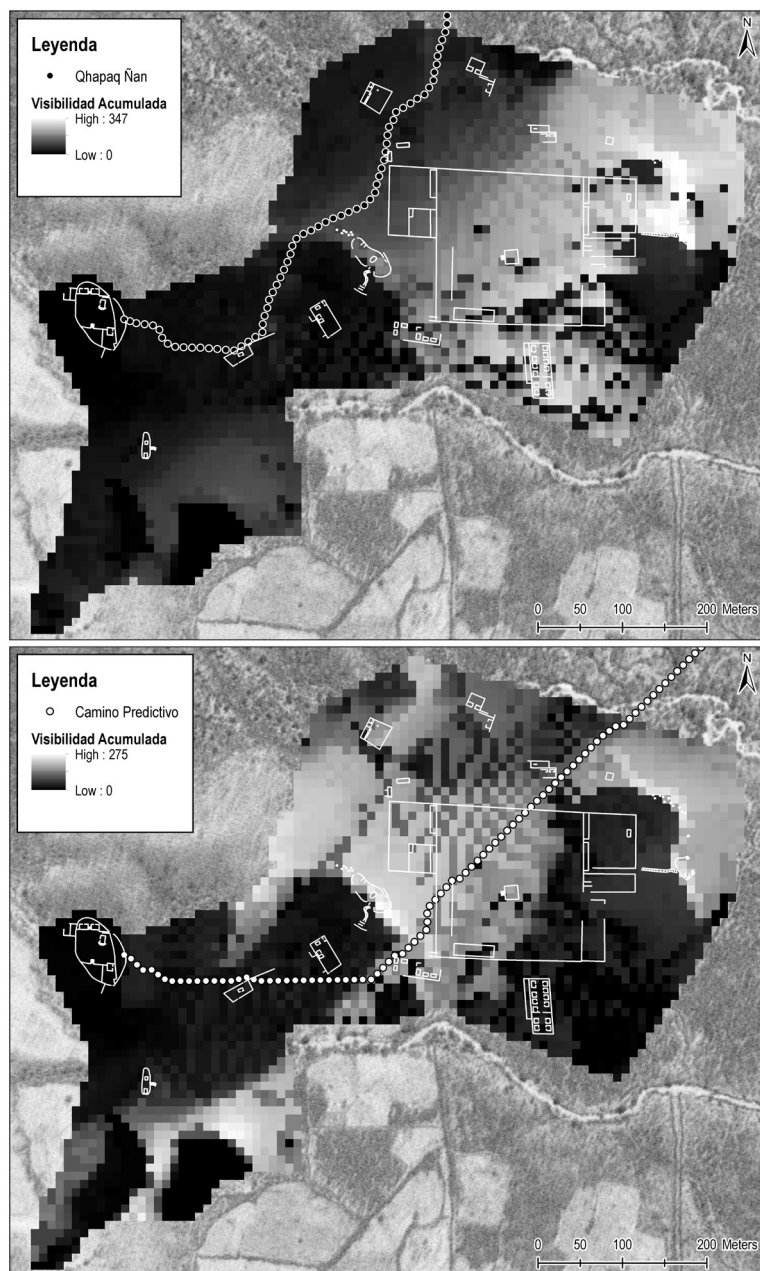 Leyenda
Qhapaq Ñan
Visibilidad Acumulada
High : 347
Low : 0
N
0 50 100 200 Meters
Leyenda
Camino Predictivo
Visibilidad Acumulada
High : 275
Low : 0
N
0 50 100 200 Meters